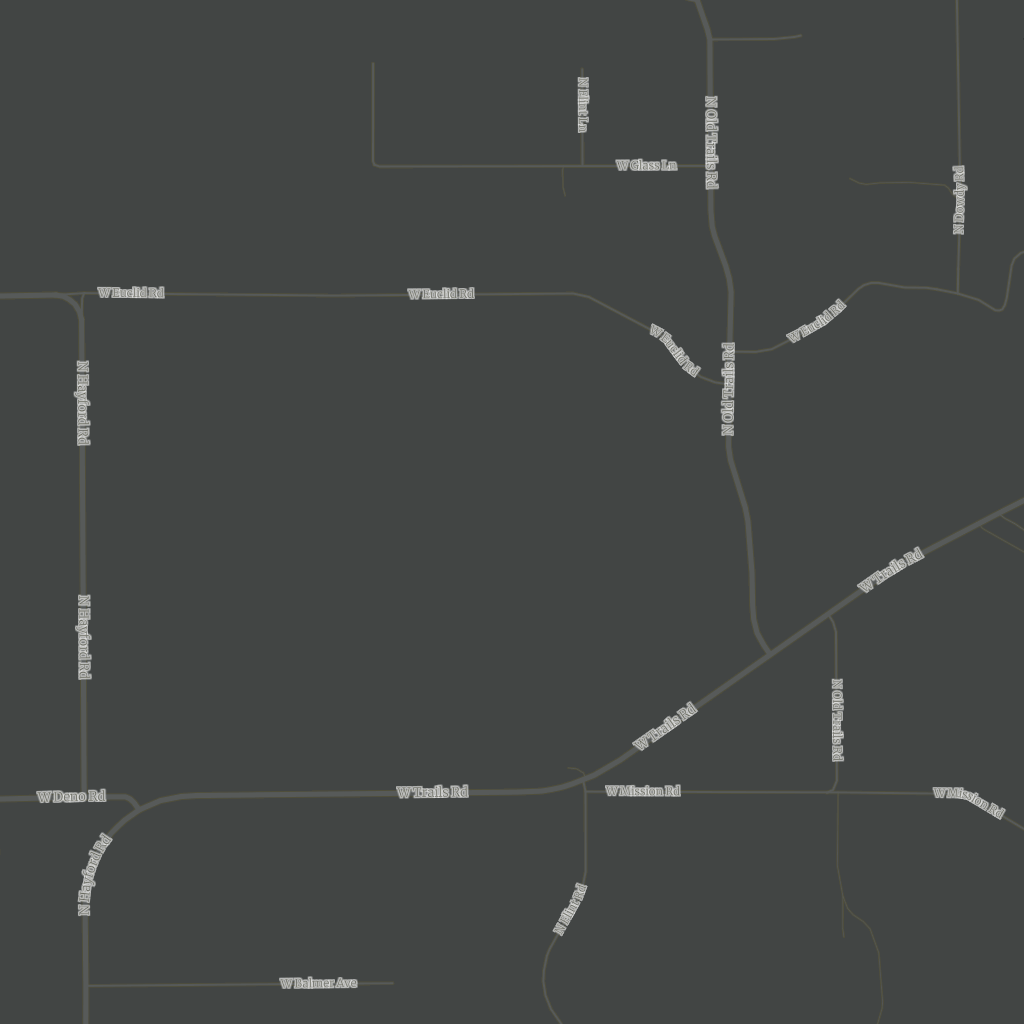 N Flint Ln
N Old Trails Rd
W Glass Ln
N Dowdy Rd
W Euclid Rd
W Euclid Rd
W Euclid Rd
W Euclid Rd
N Old Trails Rd
N Hayford Rd
W Trails Rd
N Hayford Rd
N Old Trails Rd
W Trails Rd
W Deno Rd
W Trails Rd
W Mission Rd
W Mission Rd
N Hayford Rd
N Flint Rd
W Balmer Ave